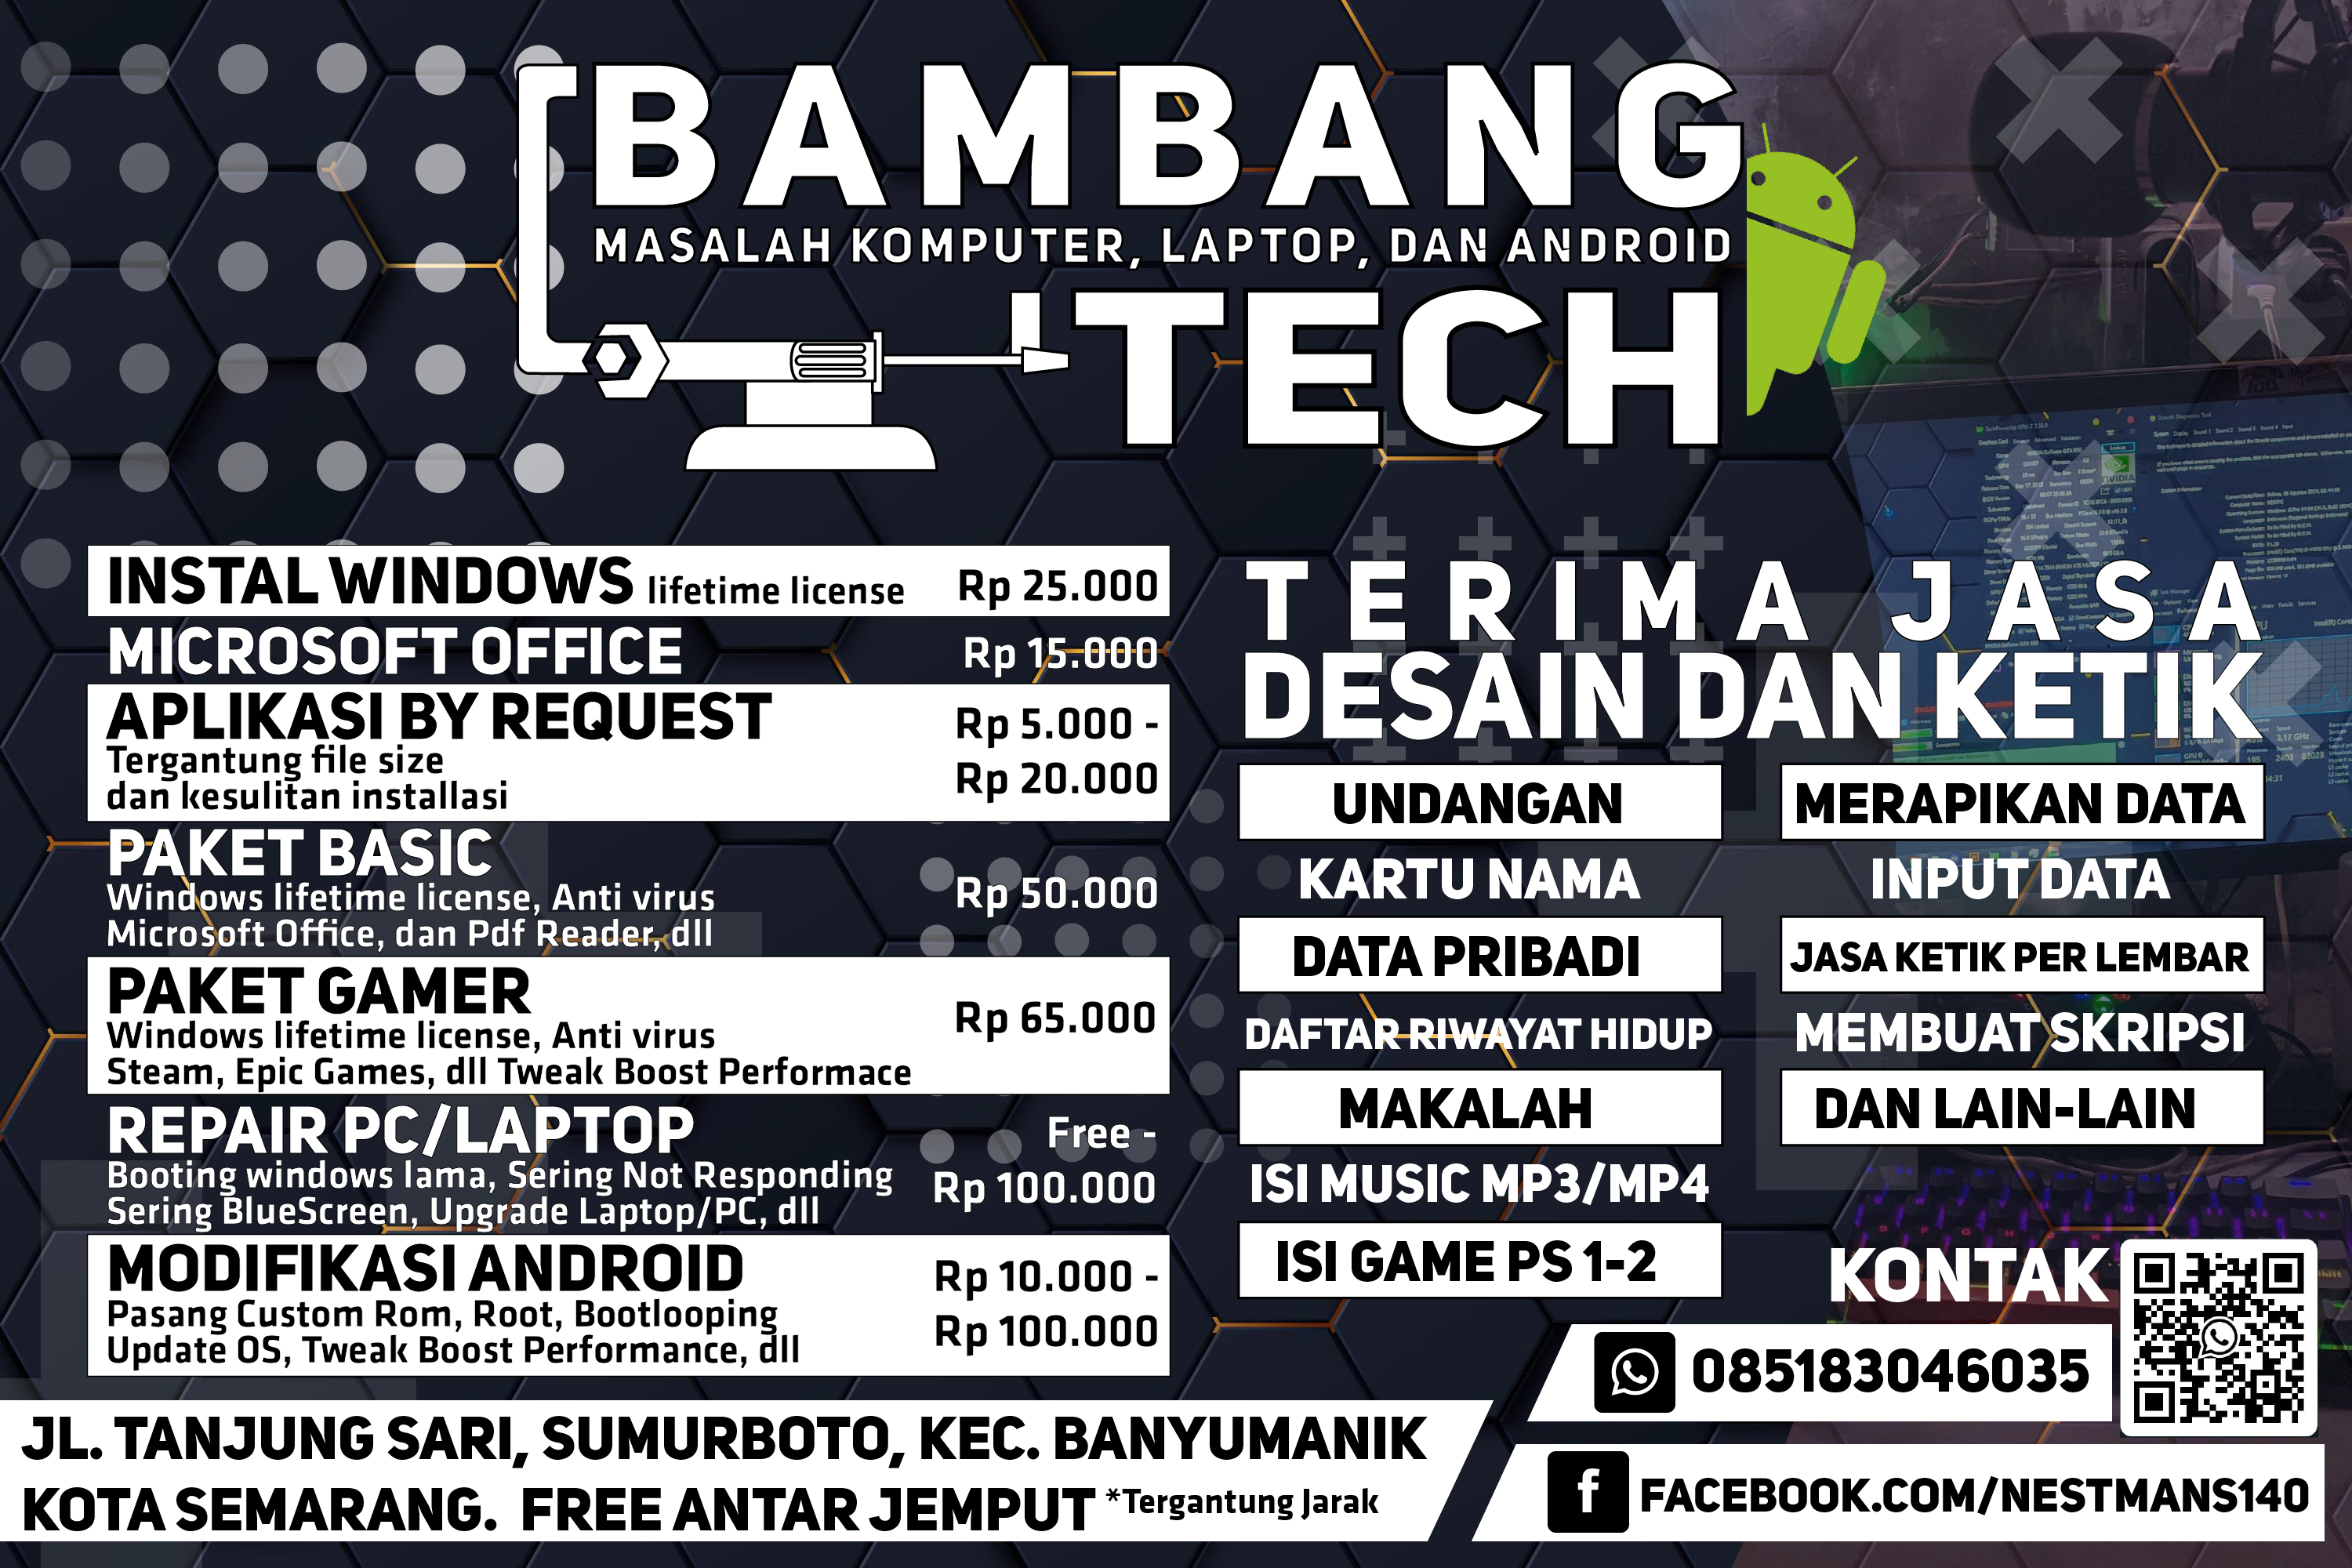 BAMBANG
MASALAH KOMPUTER, LAPTOP, DAN ANDROID
TECH
INSTAL WINDOWS lifetime license Rp 25.000
MICROSOFT OFFICE Rp 15.000
APLIKASI BY REQUEST
Tergantung file size
dan kesulitan installasi
Rp 5.000 -
Rp 20.000
PAKET BASIC
Windows lifetime license, Anti virus
Microsoft Office, dan Pdf Reader, dll
Rp 50.000
PAKET GAMER
Windows lifetime license, Anti virus
Steam, Epic Games, dll Tweak Boost Performace
Rp 65.000
REPAIR PC/LAPTOP
Booting windows lama, Sering Not Responding
Sering BlueScreen, Upgrade Laptop/PC, dll
Free -
Rp 100.000
MODIFIKASI ANDROID
Pasang Custom Rom, Root, Bootlooping
Update OS, Tweak Boost Performance, dll
Rp 10.000 -
Rp 100.000
TERIMA JASA
DESAIN DAN KETIK
UNDANGAN
KARTU NAMA
DATA PRIBADI
DAFTAR RIWAYAT HIDUP
MAKALAH
ISI MUSIC MP3/MP4
ISI GAME PS 1-2
MERAPIKAN DATA
INPUT DATA
JASA KETIK PER LEMBAR
MEMBUAT SKRIPSI
DAN LAIN-LAIN
KONTAK
085183046035
FACEBOOK.COM/NESTMANS140
JL. TANJUNG SARI, SUMURBOTO, KEC. BANYUMANIK
KOTA SEMARANG. FREE ANTAR JEMPUT *Tergantung Jarak